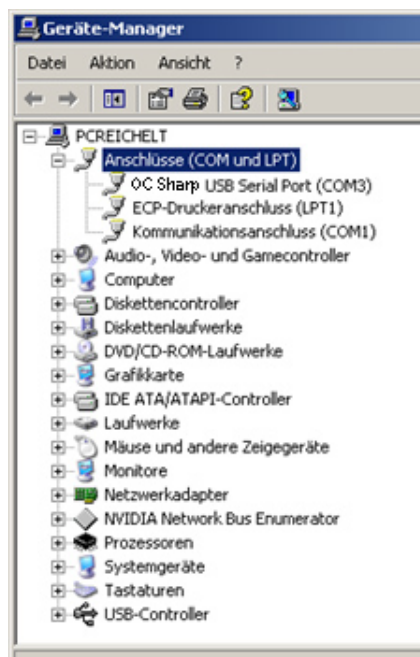 Geräte-Manager
Datei Aktion Ansicht ?
PCREICHELT
Anschlüsse (COM und LPT)
OC Sharp USB Serial Port (COM3)
ECP-Druckeranschluss (LPT1)
Kommunikationsanschluss (COM1)
Audio-, Video- und Gamecontroller
Computer
Diskettencontroller
Diskettenlaufwerke
DVD/CD-ROM-Laufwerke
Grafikkarte
IDE ATA/ATAPI-Controller
Laufwerke
Mäuse und andere Zeigegeräte
Monitore
Netzwerkadapter
NVIDIA Network Bus Enumerator
Prozessoren
Systemgeräte
Tastaturen
USB-Controller